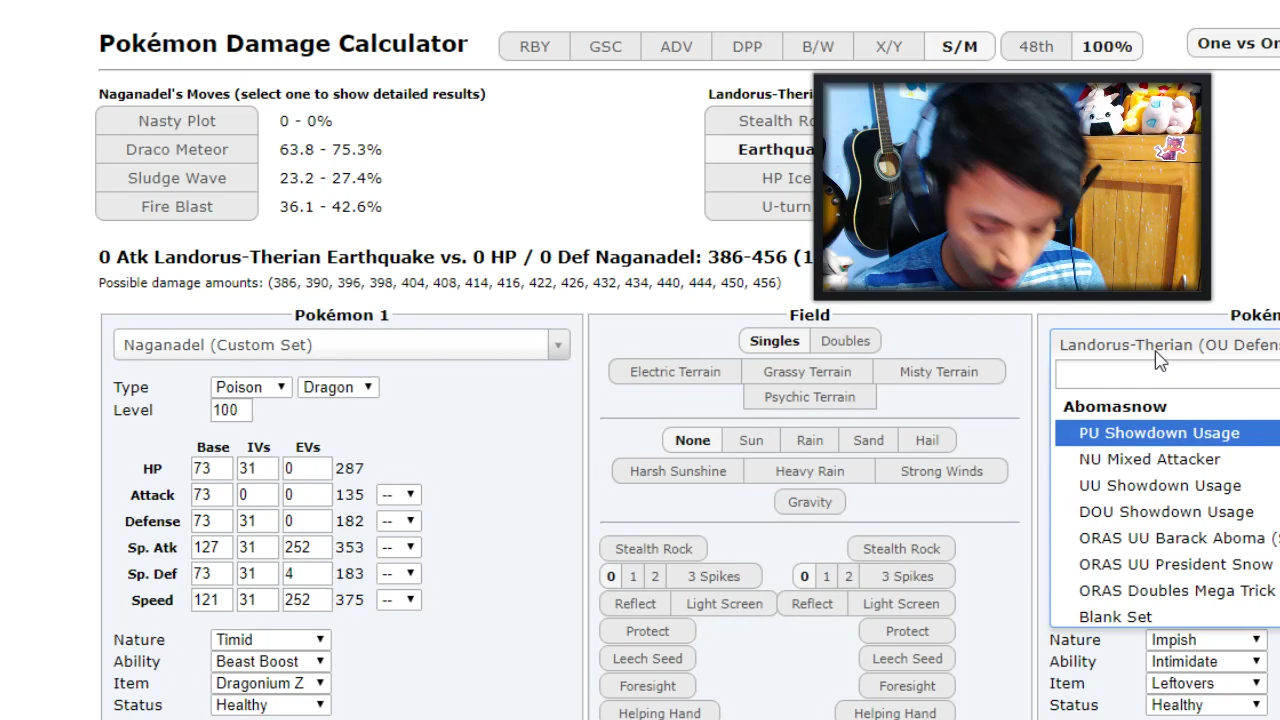 Pokémon Damage Calculator
RBY GSC ADV DPP B/W X/Y S/M 48th 100% One vs On
Naganadel's Moves (select one to show detailed results)
Nasty Plot 0 - 0%
Draco Meteor 63.8 - 75.3%
Sludge Wave 23.2 - 27.4%
Fire Blast 36.1 - 42.6%
Landorus-Theri
Stealth Ro
Earthqua
HP Ice
U-turn
0 Atk Landorus-Therian Earthquake vs. 0 HP / 0 Def Naganadel: 386-456 (1
Possible damage amounts: (386, 390, 396, 398, 404, 408, 414, 416, 422, 426, 432, 434, 440, 444, 450, 456)
Pokémon 1
Naganadel (Custom Set)
Type Poison Dragon
Level 100
Base IVs EVs
HP 73 31 0 287
Attack 73 0 0 135 --
Defense 73 31 0 182 --
Sp. Atk 127 31 252 353 --
Sp. Def 73 31 4 183 --
Speed 121 31 252 375 --
Nature Timid
Ability Beast Boost
Item Dragonium Z
Status Healthy
Field
Singles Doubles
Electric Terrain Grassy Terrain Misty Terrain
Psychic Terrain
None Sun Rain Sand Hail
Harsh Sunshine Heavy Rain Strong Winds
Gravity
Stealth Rock Stealth Rock
0 1 2 3 Spikes 0 1 2 3 Spikes
Reflect Light Screen Reflect Light Screen
Protect Protect
Leech Seed Leech Seed
Foresight Foresight
Helping Hand Helping Hand
Pokén
Landorus-Therian (OU Defens
Abomasnow
PU Showdown Usage
NU Mixed Attacker
UU Showdown Usage
DOU Showdown Usage
ORAS UU Barack Aboma (S
ORAS UU President Snow
ORAS Doubles Mega Trick
Blank Set
Nature Impish
Ability Intimidate
Item Leftovers
Status Healthy